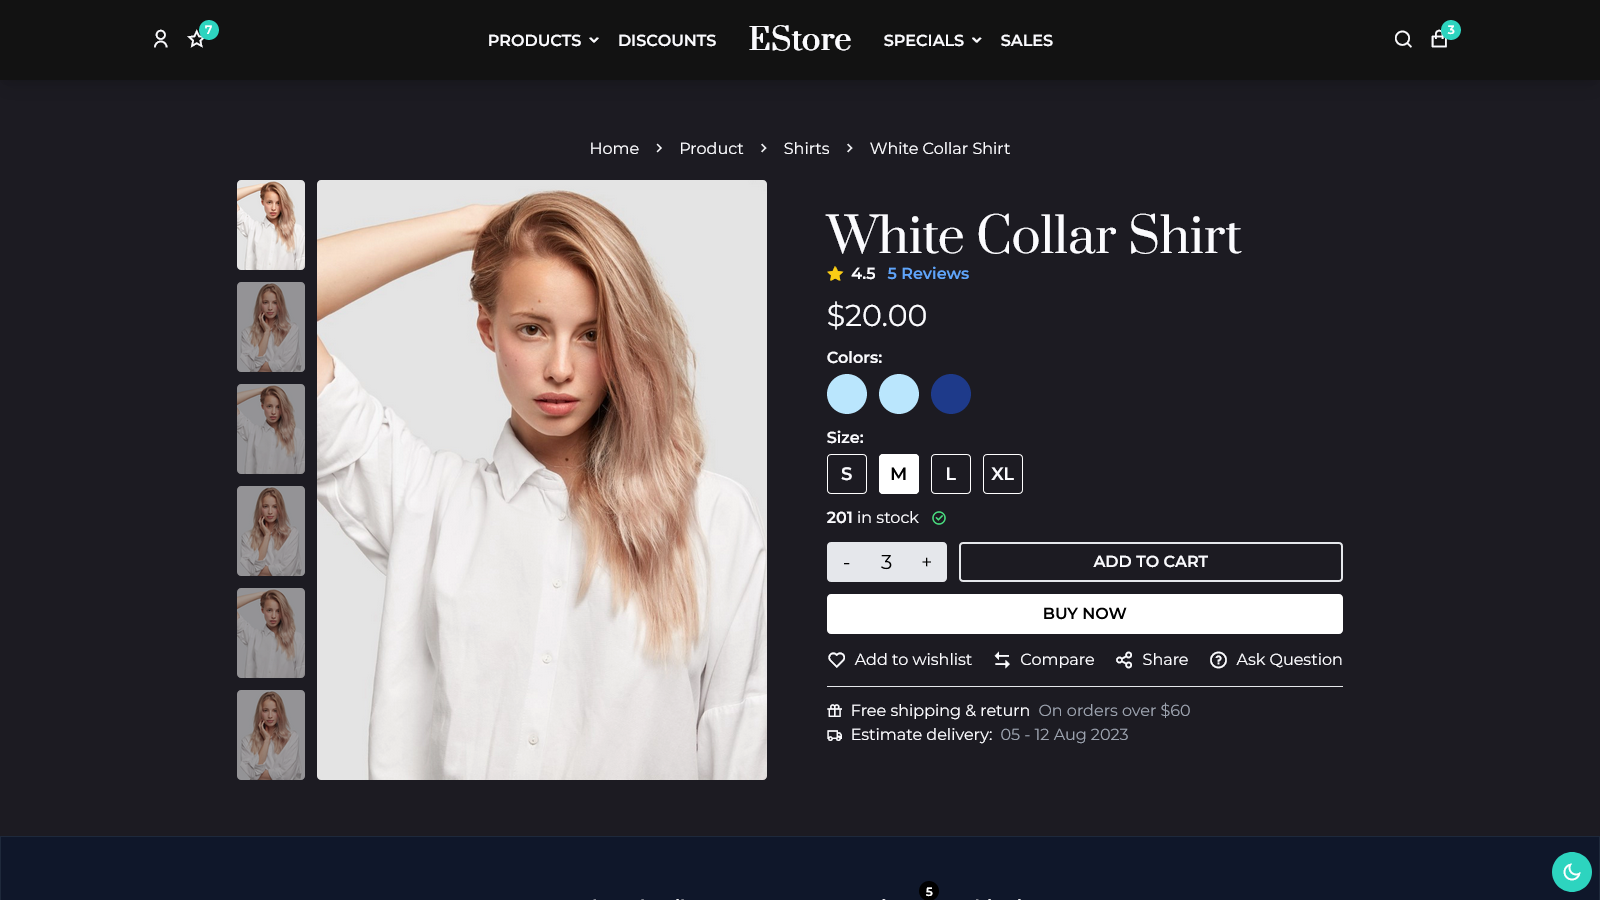 7
PRODUCTS DISCOUNTS EStore SPECIALS SALES
3
Home Product Shirts White Collar Shirt
White Collar Shirt
4.5 5 Reviews
$20.00
Colors:
Size:
S M L XL
201 in stock
- 3 + ADD TO CART
BUY NOW
Add to wishlist Compare Share Ask Question
Free shipping & return On orders over $60
Estimate delivery: 05 - 12 Aug 2023
5